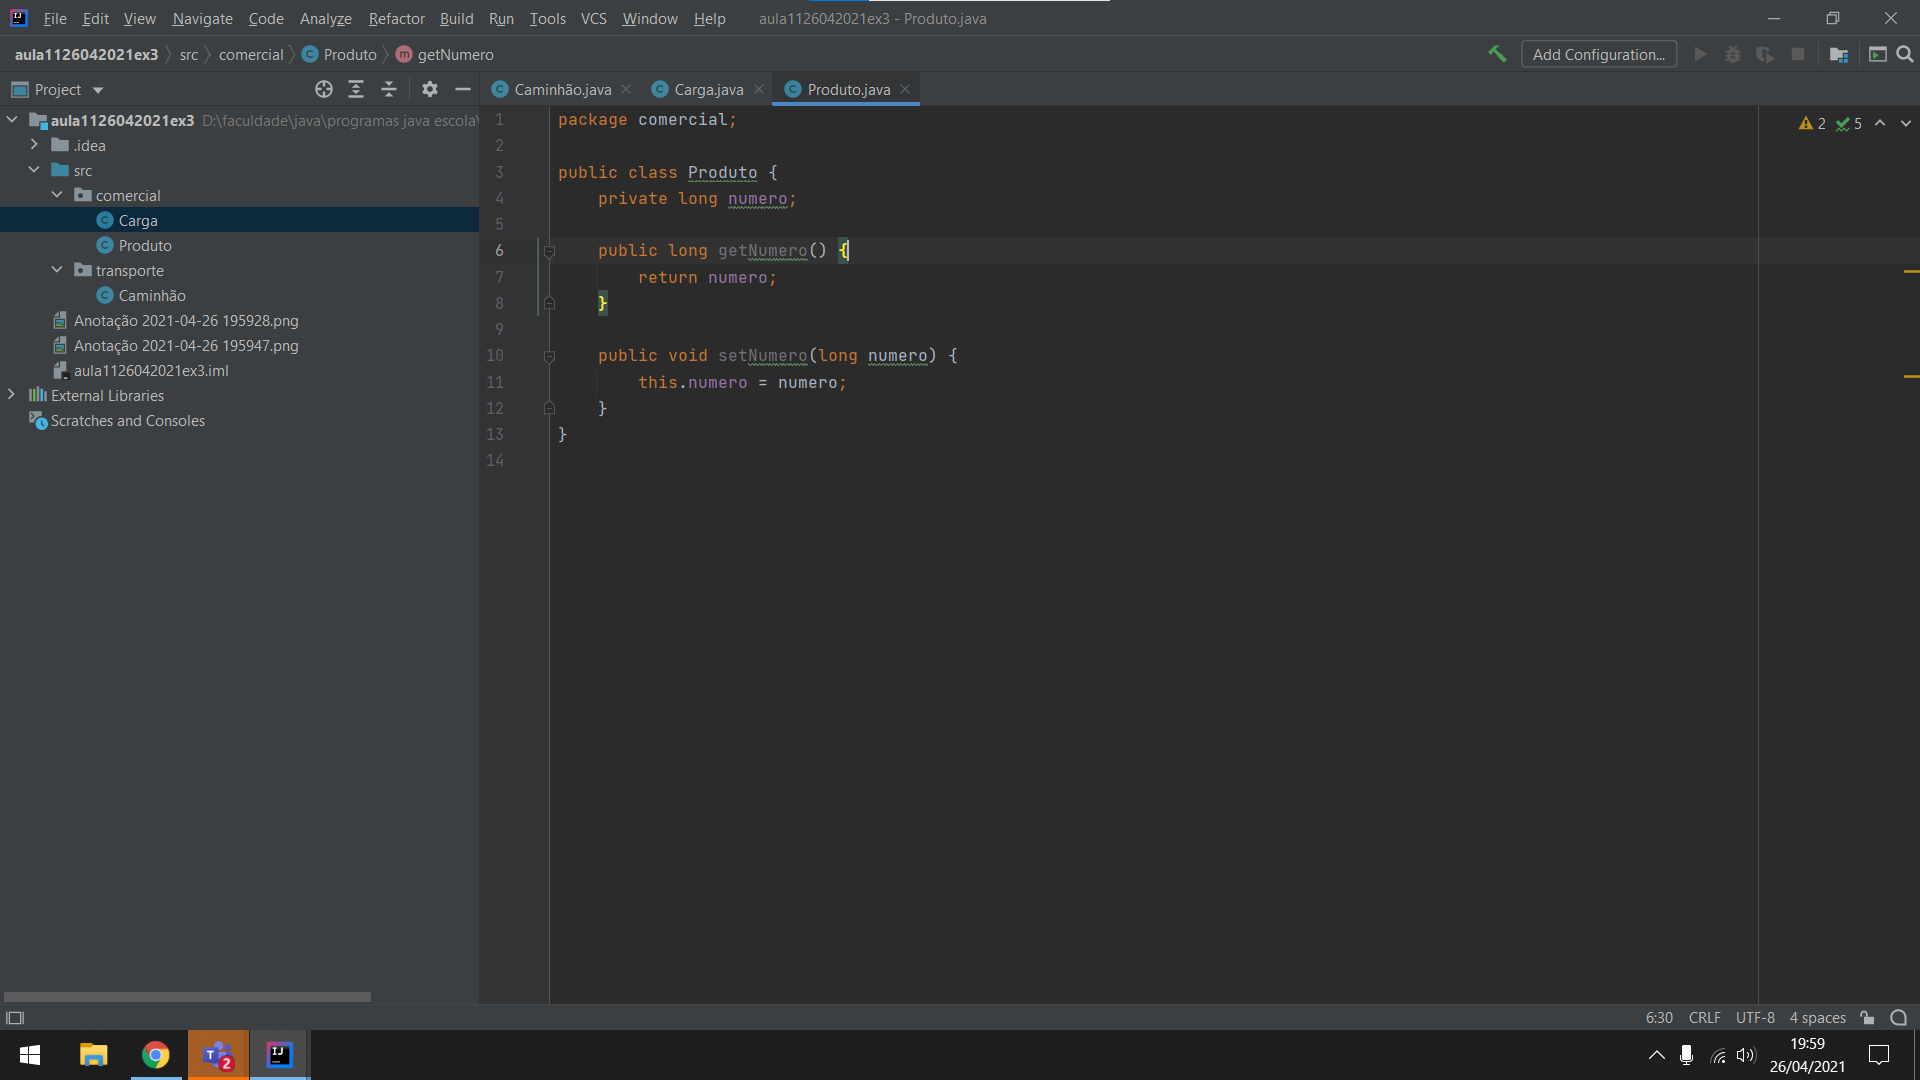 File Edit View Navigate Code Analyze Refactor Build Run Tools VCS Window Help aula1126042021ex3 - Produto.java
aula1126042021ex3 src comercial Produto getNumero
Add Configuration...
Project
Caminhão.java Carga.java Produto.java
aula1126042021ex3 D:\faculdade\java\programas java escola\
.idea
src
comercial
Carga
Produto
transporte
Caminhão
Anotação 2021-04-26 195928.png
Anotação 2021-04-26 195947.png
aula1126042021ex3.iml
External Libraries
Scratches and Consoles
1 package comercial;
2
3 public class Produto {
4 private long numero;
5
6 public long getNumero() {
7 return numero;
8 }
9
10 public void setNumero(long numero) {
11 this.numero = numero;
12 }
13 }
14
2 5
6:30 CRLF UTF-8 4 spaces
2
19:59
26/04/2021